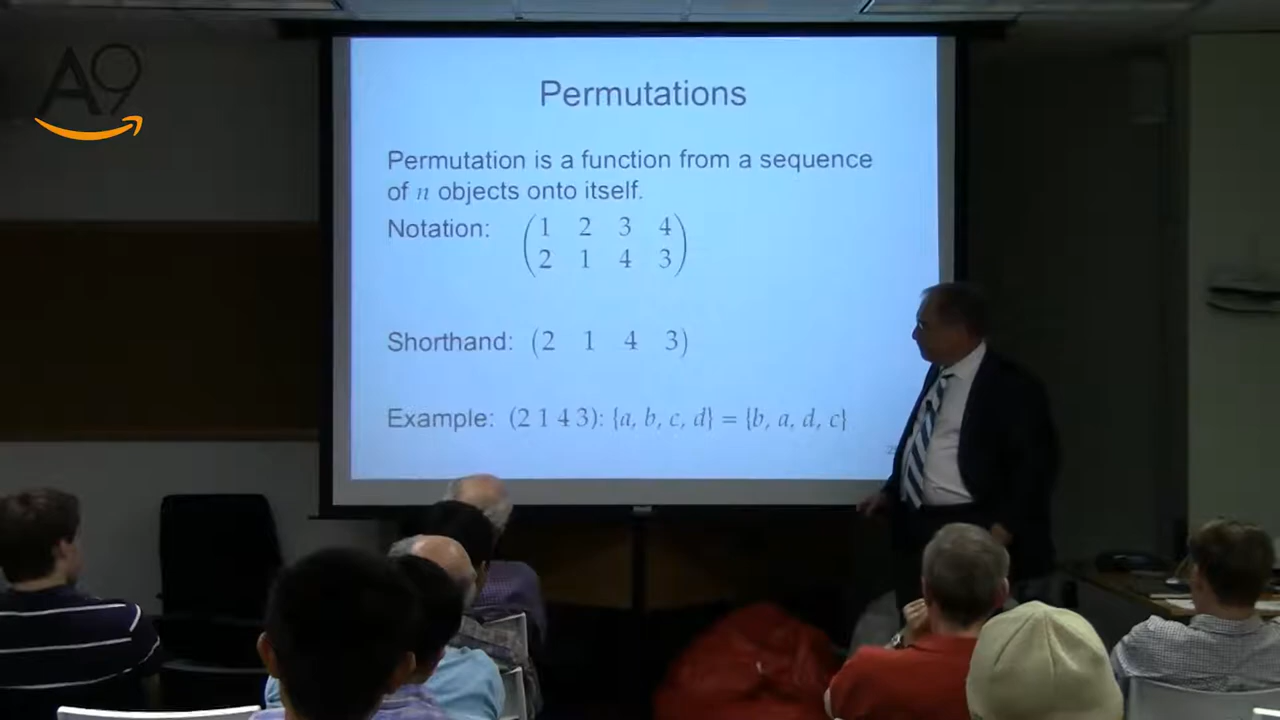 A9
Permutations
Permutation is a function from a sequence
of n objects onto itself.
Notation: (1 2 3 4
2 1 4 3)
Shorthand: (2 1 4 3)
Example: (2 1 4 3): {a, b, c, d} = {b, a, d, c}